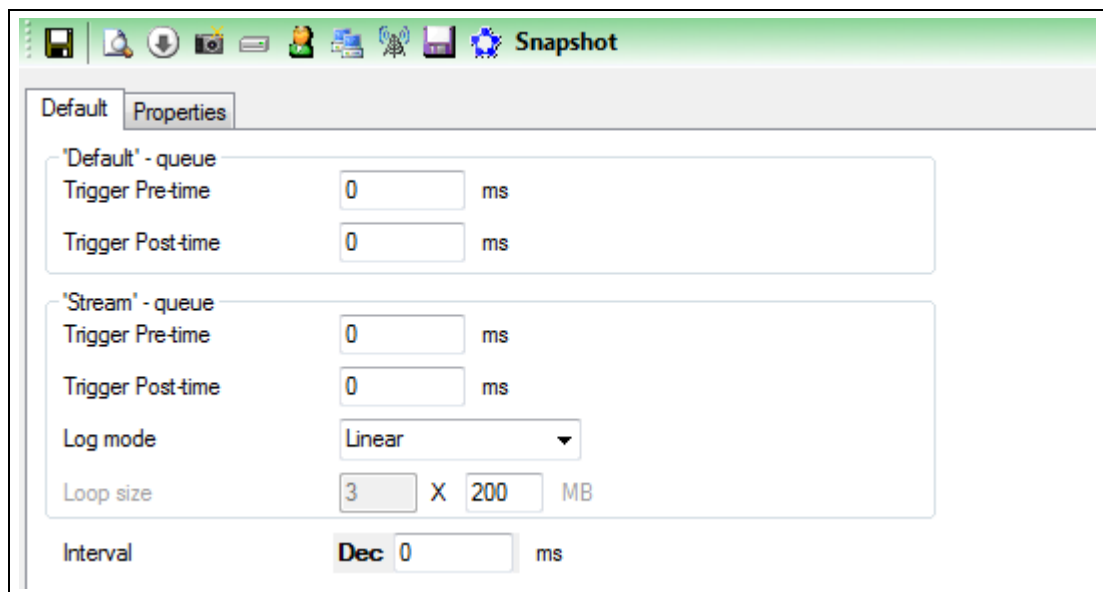 Snapshot
Default Properties
'Default' - queue
Trigger Pre-time 0 ms
Trigger Post-time 0 ms
'Stream' - queue
Trigger Pre-time 0 ms
Trigger Post-time 0 ms
Log mode Linear
Loop size 3 X 200 MB
Interval Dec 0 ms